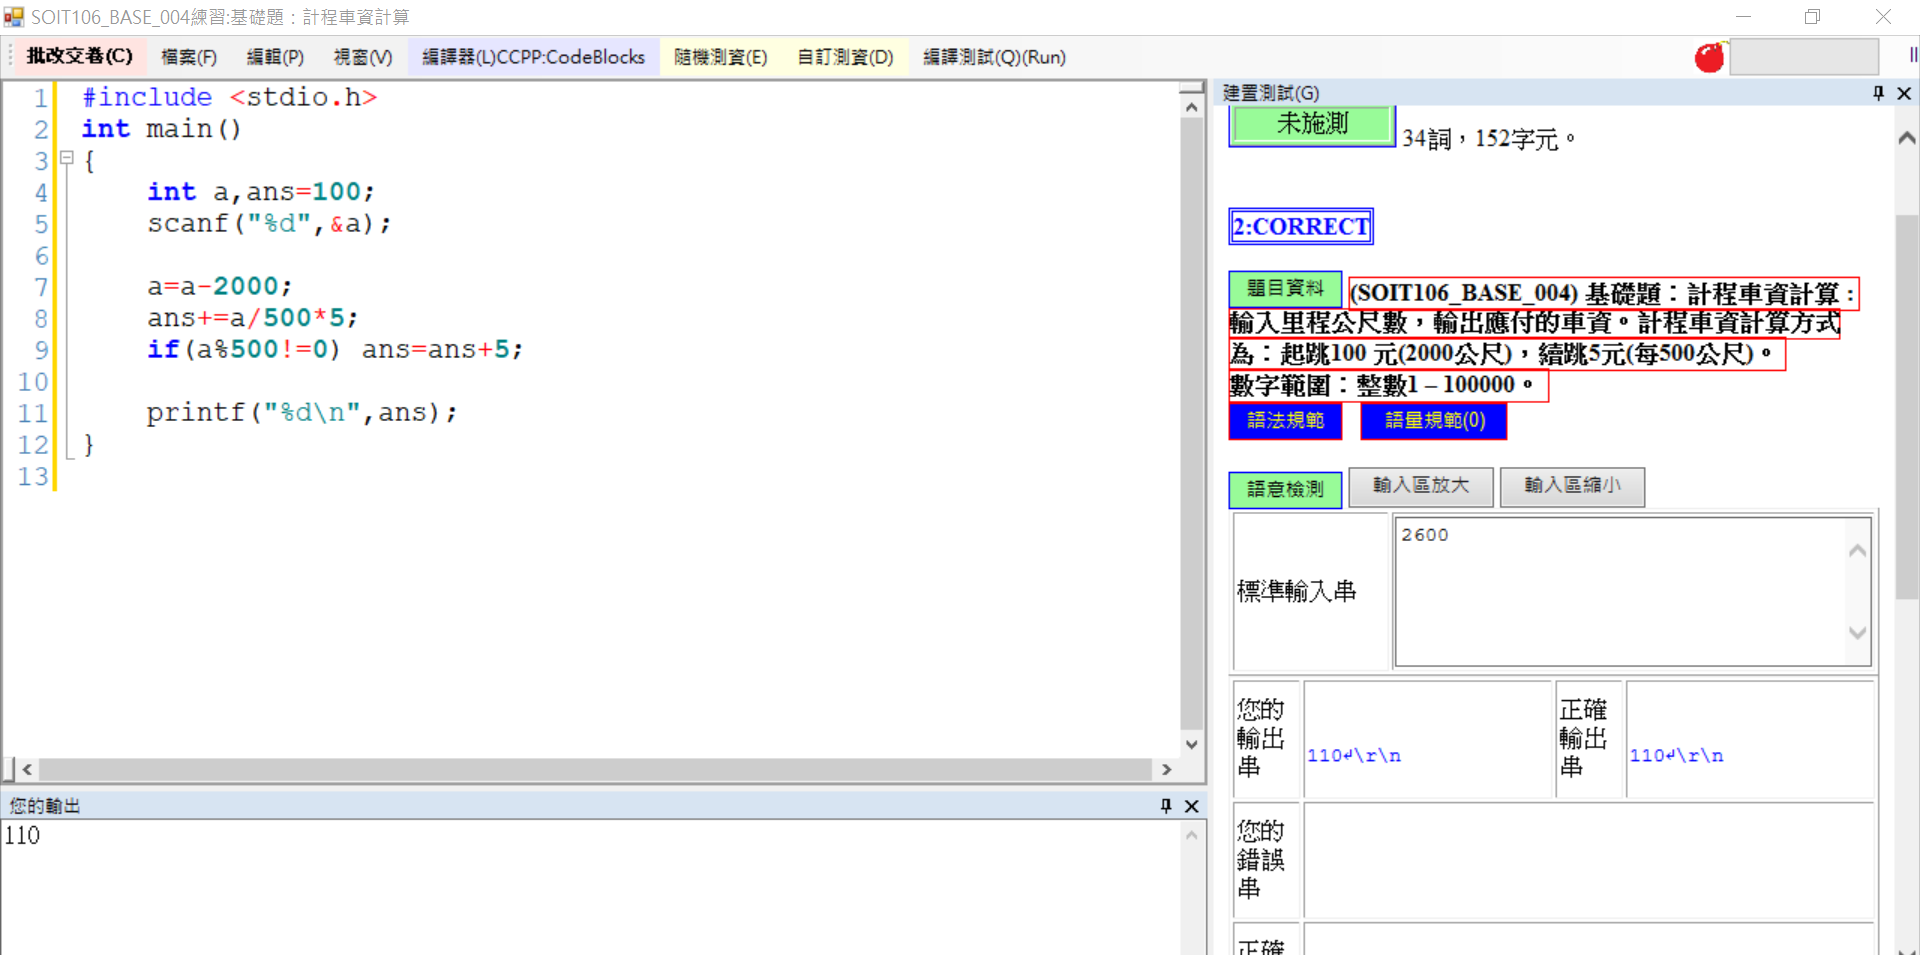 SOIT106_BASE_004練習:基礎題：計程車資計算
批改交卷(C) 檔案(F) 編輯(P) 視窗(V) 編譯器(L)CCPP:CodeBlocks 隨機測資(E) 自訂測資(D) 編譯測試(Q)(Run)
1 #include <stdio.h>
2 int main()
3 {
4 int a,ans=100;
5 scanf("%d",&a);
6
7 a=a-2000;
8 ans+=a/500*5;
9 if(a%500!=0) ans=ans+5;
10
11 printf("%d\n",ans);
12 }
13
您的輸出
110
建置測試(G)
未施測 34詞，152字元。
2:CORRECT
題目資料 (SOIT106_BASE_004) 基礎題：計程車資計算：
輸入里程公尺數，輸出應付的車資。計程車資計算方式
為：起跳100 元(2000公尺)，續跳5元(每500公尺)。
數字範圍：整數1 – 100000。
語法規範 語量規範(0)
語意檢測 輸入區放大 輸入區縮小
標準輸入串
2600
您的
輸出
串
110↵\r\n
正確
輸出
串
110↵\r\n
您的
錯誤
串
正確